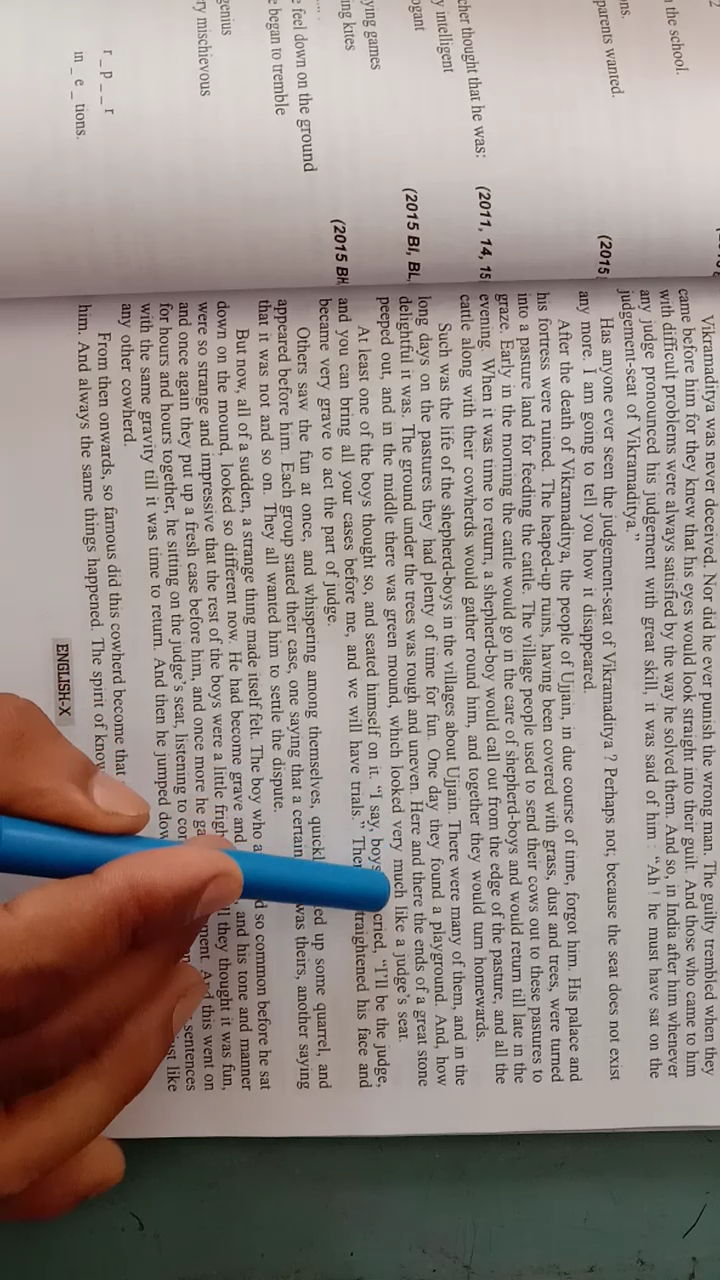 the school.
ons.
parents wanted.
(2015
cher thought that he was: (2011, 14, 15
y intelligent
ogant (2015 BI, BL,
ying games
ing kites (2015 BH
e feel down on the ground
e began to tremble
genius
ry mischievous
r _ p _ _ r
m _ e _ tions.
Vikramaditya was never deceived. Nor did he ever punish the wrong man. The guilty trembled when they
came before him for they knew that his eyes would look straight into their guilt. And those who came to him
with difficult problems were always satisfied by the way he solved them. And so, in India after him whenever
any judge pronounced his judgement with great skill, it was said of him : "Ah ! he must have sat on the
judgement-seat of Vikramaditya."
Has anyone ever seen the judgement-seat of Vikramaditya ? Perhaps not; because the seat does not exist
any more. I am going to tell you how it disappeared.
After the death of Vikramaditya, the people of Ujjain, in due course of time, forgot him. His palace and
his fortress were ruined. The heaped-up ruins, having been covered with grass, dust and trees, were turned
into a pasture land for feeding the cattle. The village people used to send their cows out to these pastures to
graze. Early in the morning the cattle would go in the care of shepherd-boys and would return till late in the
evening. When it was time to return, a shepherd-boy would call out from the edge of the pasture, and all the
cattle along with their cowherds would gather round him, and together they would turn homewards.
Such was the life of the shepherd-boys in the villages about Ujjain. There were many of them, and in the
long days on the pastures they had plenty of time for fun. One day they found a playground. And, how
delightful it was. The ground under the trees was rough and uneven. Here and there the ends of a great stone
peeped out, and in the middle there was green mound, which looked very much like a judge's seat.
At least one of the boys thought so, and seated himself on it. "I say, boys cried, "I'll be the judge,
and you can bring all your cases before me, and we will have trials." The straightened his face and
became very grave to act the part of judge.
Others saw the fun at once, and whispering among themselves, quickl ed up some quarrel, and
appeared before him. Each group stated their case, one saying that a certain was theirs, another saying
that it was not and so on. They all wanted him to settle the dispute.
But now, all of a sudden, a strange thing made itself felt. The boy who a d so common before he sat
down on the mound, looked so different now. He had become grave and and his tone and manner
were so strange and impressive that the rest of the boys were a little frigh ll they thought it was fun,
and once again they put up a fresh case before him, and once more he ga ment. And this went on
for hours and hours together, he sitting on the judge's seat, listening to sentences
with the same gravity till it was time to return. And then he jumped dow just like
any other cowherd.
From then onwards, so famous did this cowherd become that
him. And always the same things happened. The spirit of know
ENGLISH-X